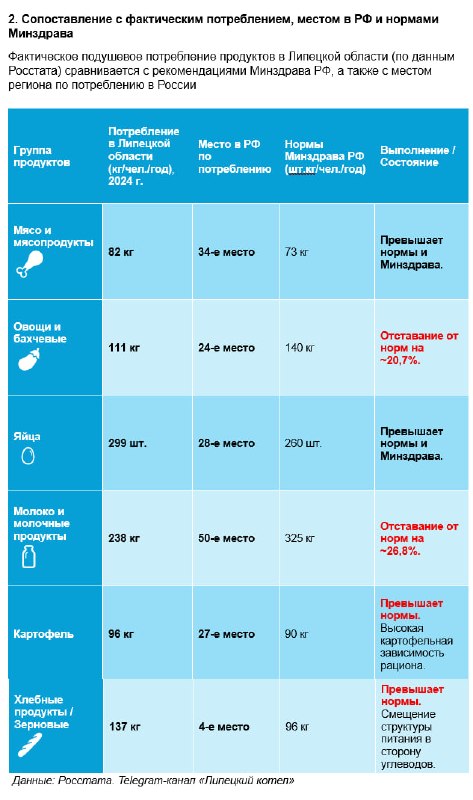 2. Сопоставление с фактическим потреблением, местом в РФ и нормами
Минздрава
Фактическое подушевое потребление продуктов в Липецкой области (по данным
Росстата) сравнивается с рекомендациями Минздрава РФ, а также с местом
региона по потреблению в России
Группа
продуктов
Потребление
в Липецкой
области
(кг/чел./год),
2024 г.
Место в РФ
по
потреблению
Нормы
Минздрава РФ
(шт.кг/чел./год)
Выполнение /
Состояние
Мясо и
мясопродукты
82 кг
34-е место
73 кг
Превышает
нормы и
Минздрава.
Овощи и
бахчевые
111 кг
24-е место
140 кг
Отставание от
норм на
~20,7%.
Яйца
299 шт.
28-е место
260 шт.
Превышает
нормы и
Минздрава.
Молоко и
молочные
продукты
238 кг
50-е место
325 кг
Отставание от
норм на
~26,8%.
Картофель
96 кг
27-е место
90 кг
Превышает
нормы.
Высокая
картофельная
зависимость
рациона.
Хлебные
продукты /
Зерновые
137 кг
4-е место
96 кг
Превышает
нормы.
Смещение
структуры
питания в
сторону
углеводов.
Данные: Росстата. Telegram-канал «Липецкий котел»